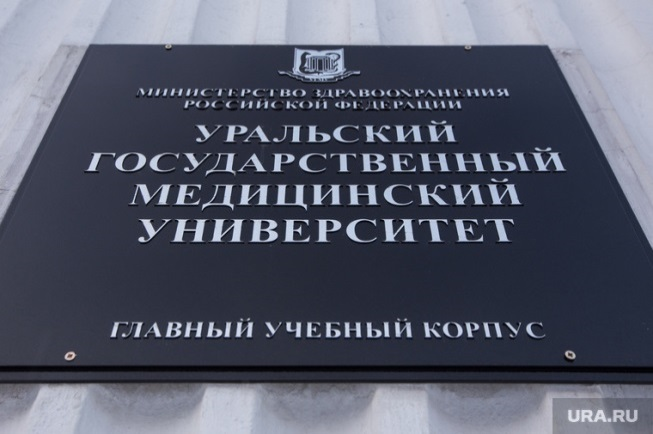 МИНИСТЕРСТВО ЗДРАВООХРАНЕНИЯ
РОССИЙСКОЙ ФЕДЕРАЦИИ
УРАЛЬСКИЙ
ГОСУДАРСТВЕННЫЙ
МЕДИЦИНСКИЙ
УНИВЕРСИТЕТ
ГЛАВНЫЙ УЧЕБНЫЙ КОРПУС
URA.RU